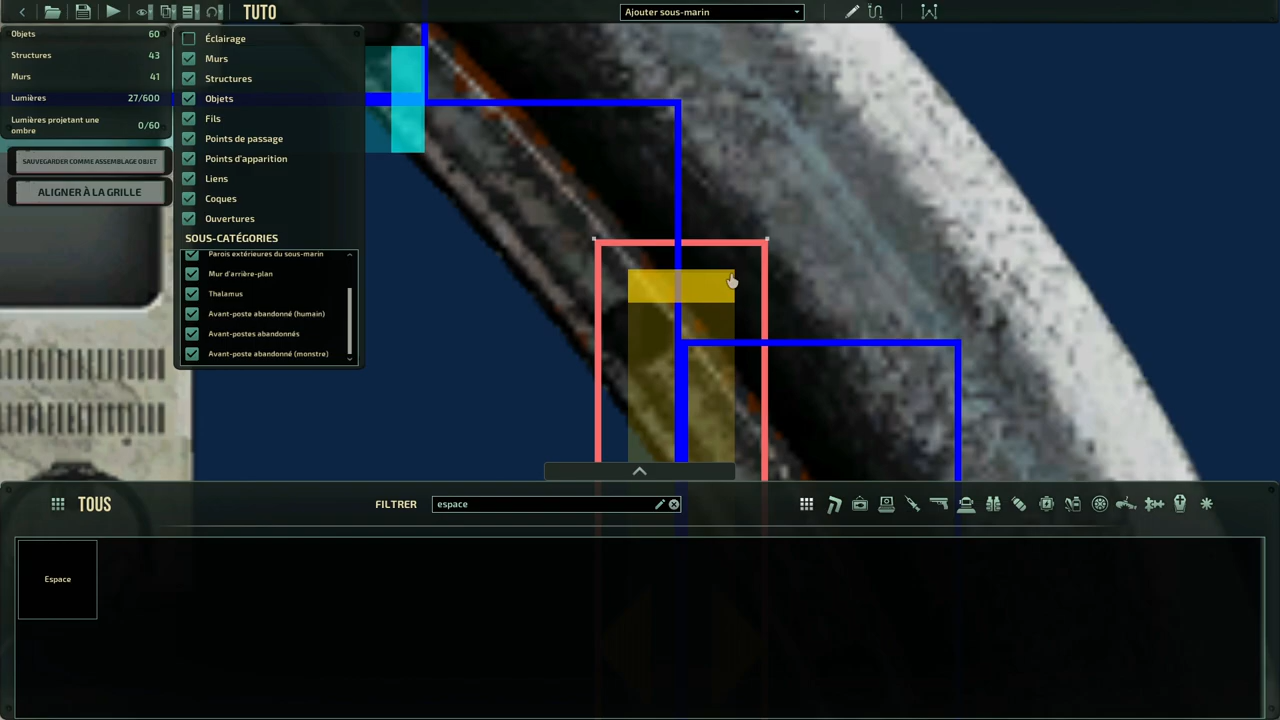 TUTO
Ajouter sous-marin
Objets 60
Structures 43
Murs 41
Lumières 27/600
Lumières projetant une
ombre 0/60
SAUVEGARDER COMME ASSEMBLAGE OBJET
ALIGNER À LA GRILLE
Éclairage
Murs
Structures
Objets
Fils
Points de passage
Points d'apparition
Liens
Coques
Ouvertures
SOUS-CATÉGORIES
Parois extérieures du sous-marin
Mur d'arrière-plan
Thalamus
Avant-poste abandonné (humain)
Avant-postes abandonnés
Avant-poste abandonné (monstre)
TOUS
FILTRER
espace
Espace